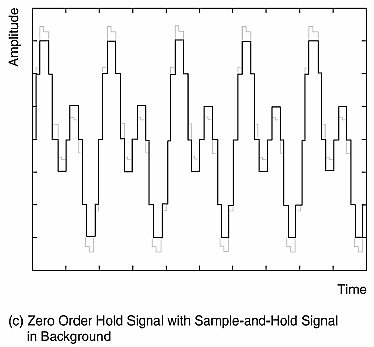 Amplitude
Time
(c) Zero Order Hold Signal with Sample-and-Hold Signal
in Background